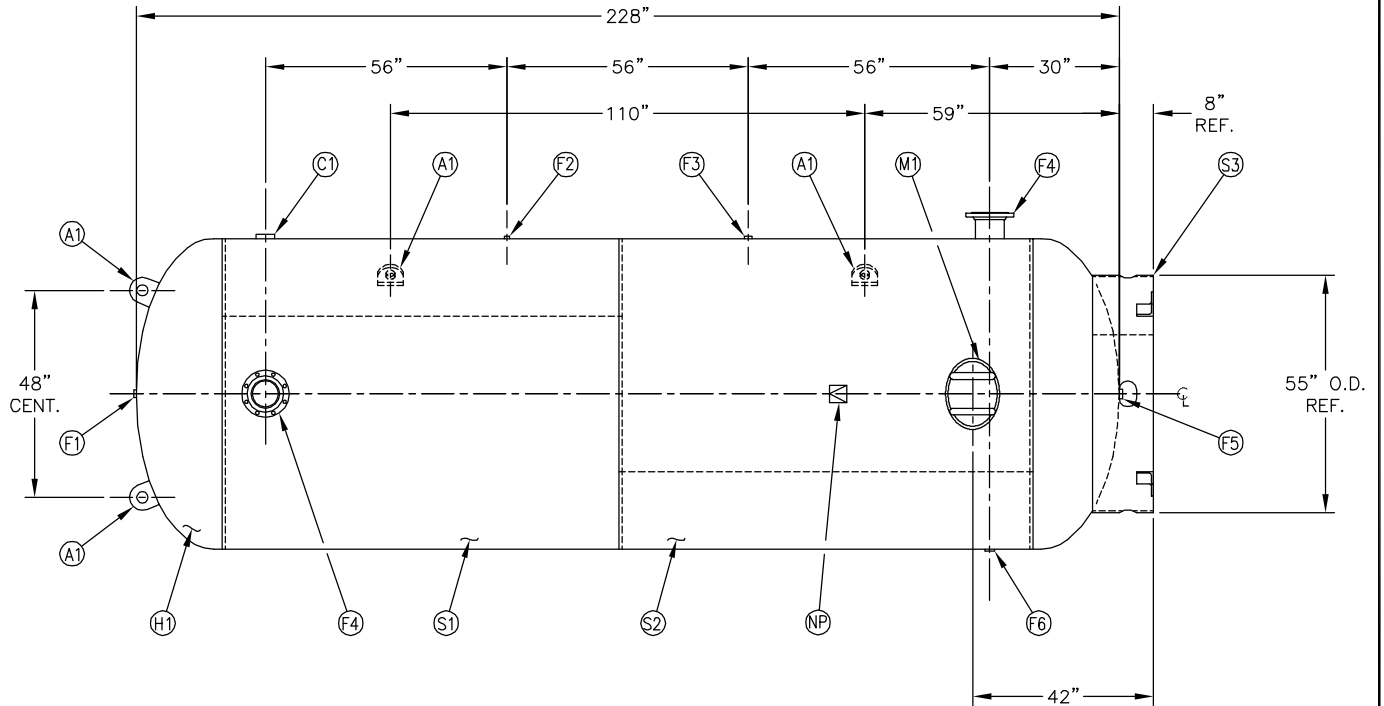 228”
56” 56” 56” 30”
110” 59” 8”
REF.
C1 A1 F2 F3 A1 M1 F4 S3
A1
48”
CENT.
55” O.D.
REF.
℄
F1 F5
A1
H1 F4 S1 S2 NP F6
42”